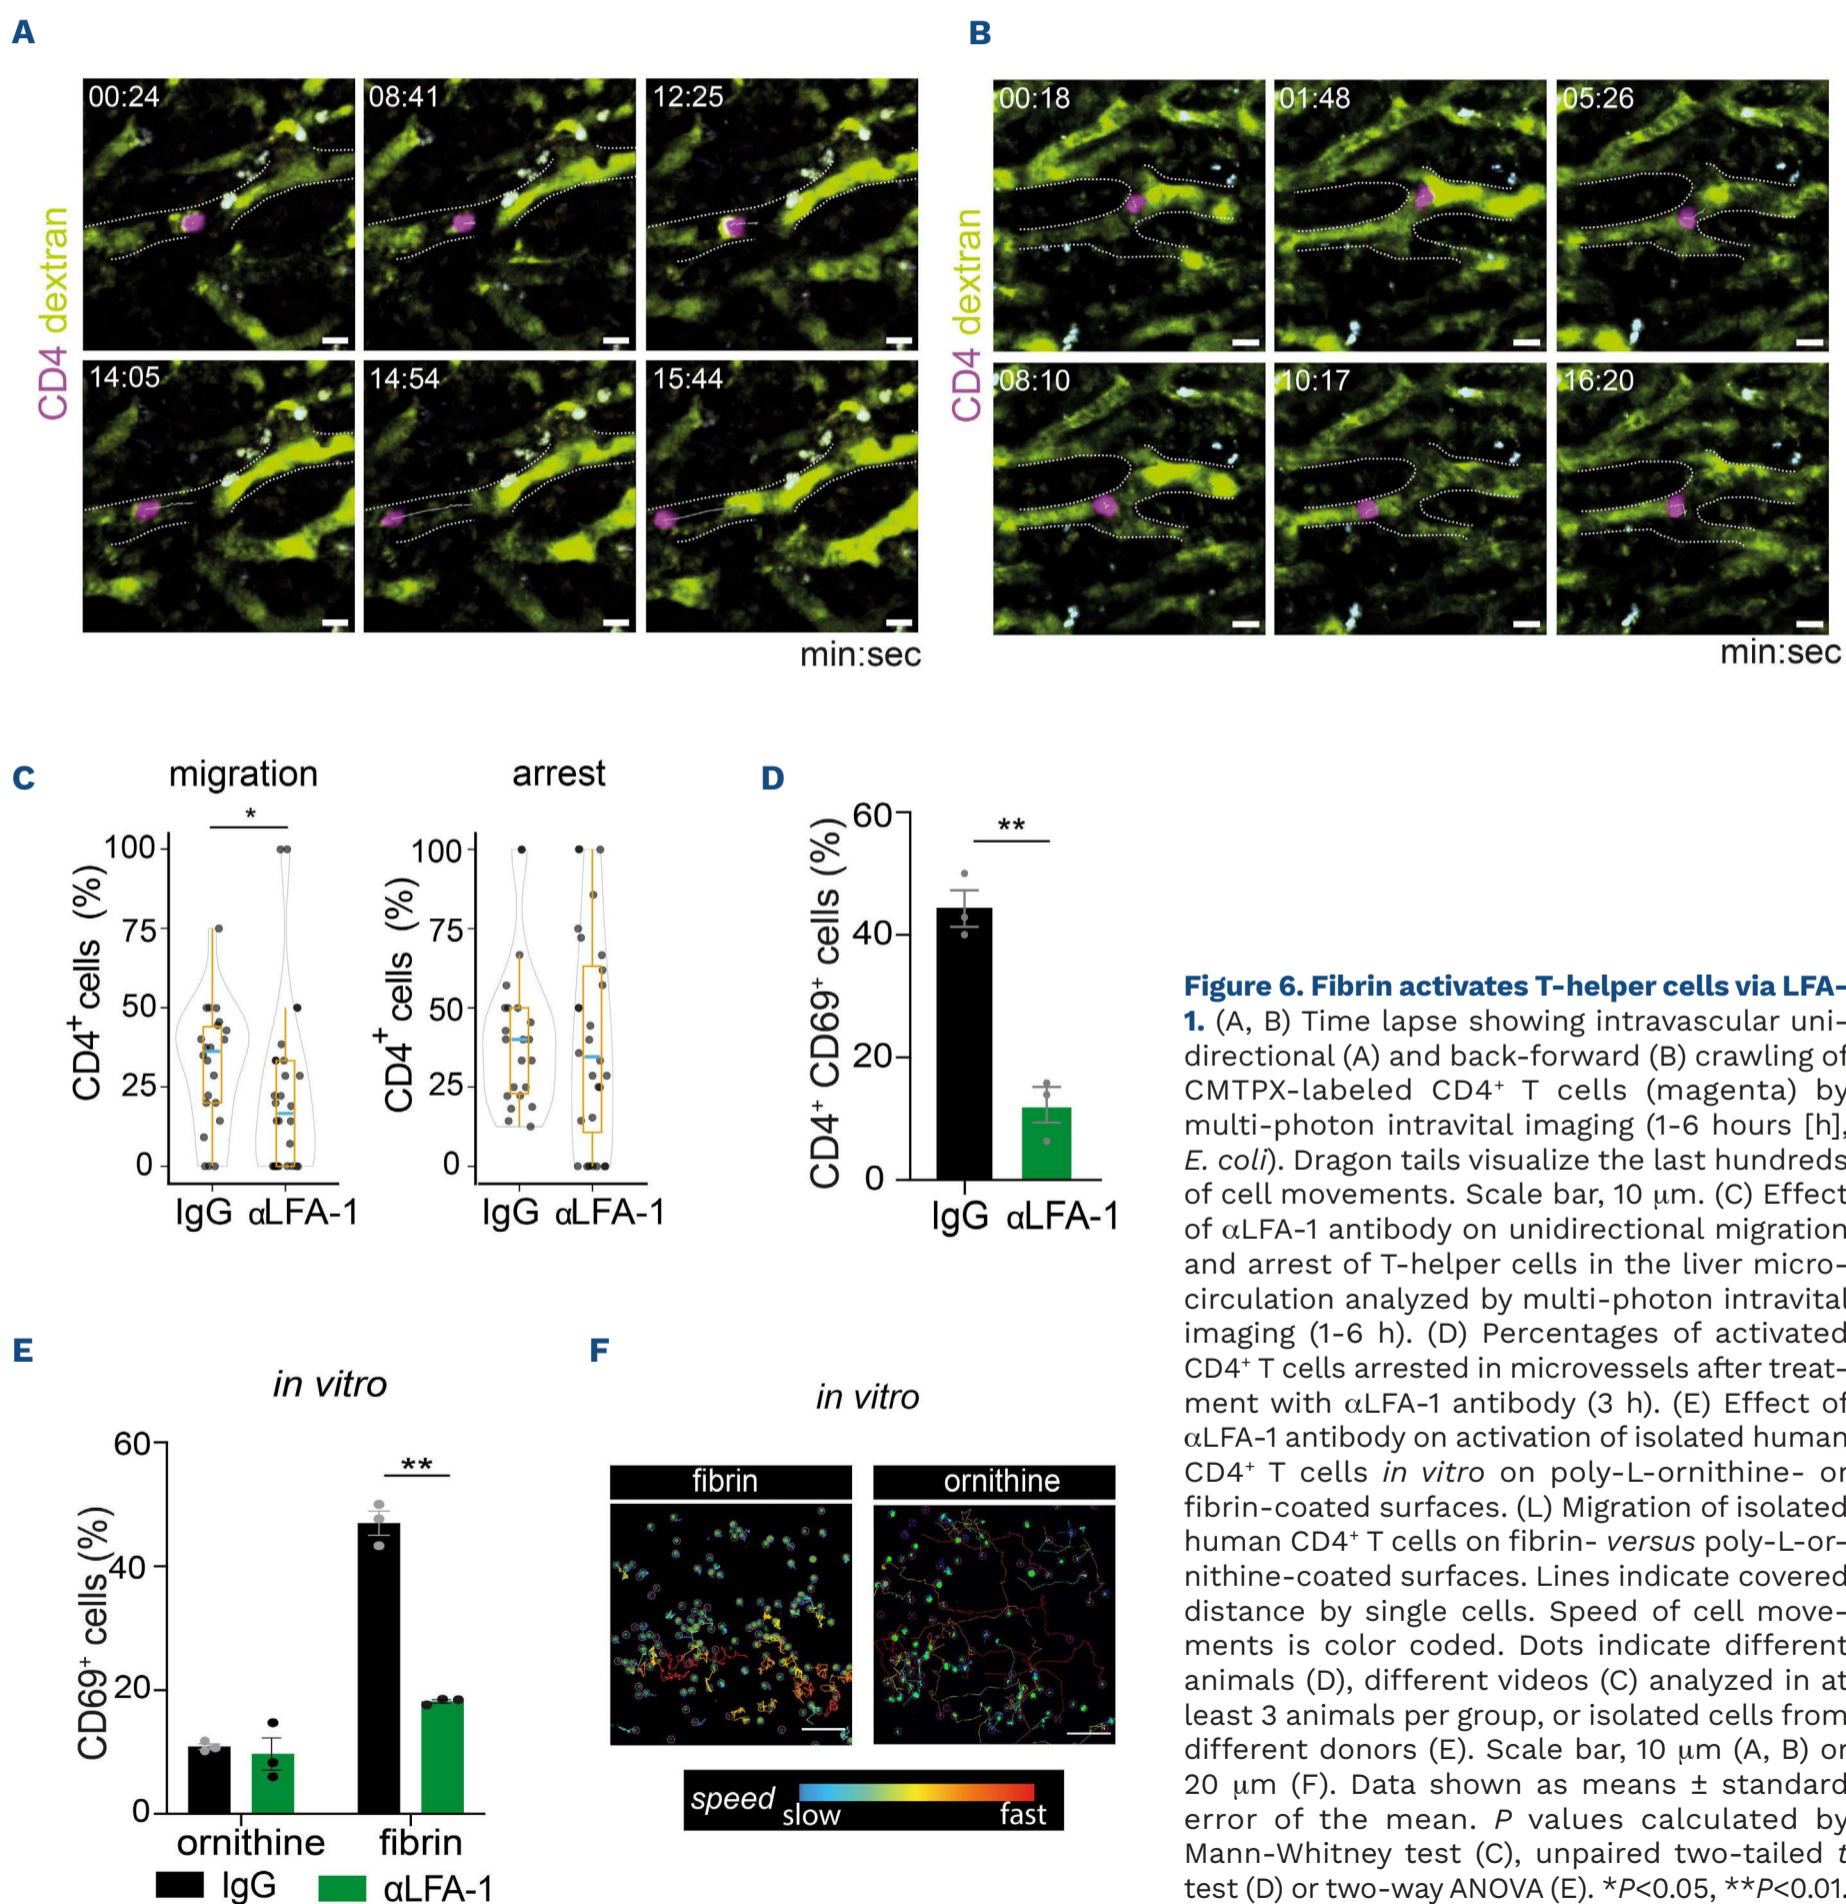 A
B
00:24
08:41
12:25
14:05
14:54
15:44
CD4 dextran
min:sec
00:18
01:48
05:26
08:10
10:17
16:20
CD4 dextran
min:sec
C
migration
*
CD4+ cells (%)
100
75
50
25
0
IgG αLFA-1
arrest
CD4+ cells (%)
100
75
50
25
0
IgG αLFA-1
D
CD4+ CD69+ cells (%)
60
40
20
0
**
IgG αLFA-1
E
in vitro
CD69+ cells (%)
60
40
20
0
**
ornithine fibrin
IgG αLFA-1
F
in vitro
fibrin
ornithine
speed slow fast
Figure 6. Fibrin activates T-helper cells via LFA-
1. (A, B) Time lapse showing intravascular uni-
directional (A) and back-forward (B) crawling of
CMTPX-labeled CD4+ T cells (magenta) by
multi-photon intravital imaging (1-6 hours [h],
E. coli). Dragon tails visualize the last hundreds
of cell movements. Scale bar, 10 μm. (C) Effect
of αLFA-1 antibody on unidirectional migration
and arrest of T-helper cells in the liver micro-
circulation analyzed by multi-photon intravital
imaging (1-6 h). (D) Percentages of activated
CD4+ T cells arrested in microvessels after treat-
ment with αLFA-1 antibody (3 h). (E) Effect of
αLFA-1 antibody on activation of isolated human
CD4+ T cells in vitro on poly-L-ornithine- or
fibrin-coated surfaces. (L) Migration of isolated
human CD4+ T cells on fibrin- versus poly-L-or-
nithine-coated surfaces. Lines indicate covered
distance by single cells. Speed of cell move-
ments is color coded. Dots indicate different
animals (D), different videos (C) analyzed in at
least 3 animals per group, or isolated cells from
different donors (E). Scale bar, 10 μm (A, B) or
20 μm (F). Data shown as means ± standard
error of the mean. P values calculated by
Mann-Whitney test (C), unpaired two-tailed t
test (D) or two-way ANOVA (E). *P<0.05, **P<0.01.